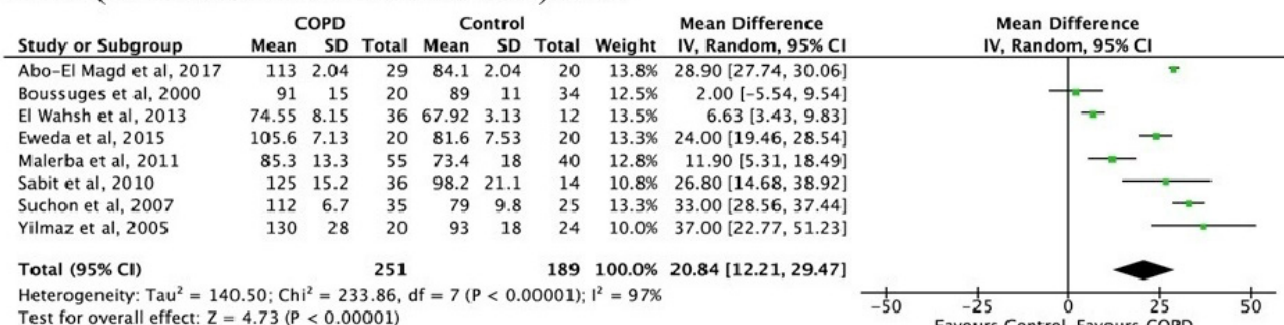 COPD Control Mean Difference Mean Difference
Study or Subgroup Mean SD Total Mean SD Total Weight IV, Random, 95% CI IV, Random, 95% CI
Abo-El Magd et al, 2017 113 2.04 29 84.1 2.04 20 13.8% 28.90 [27.74, 30.06]
Boussuges et al, 2000 91 15 20 89 11 34 12.5% 2.00 [-5.54, 9.54]
El Wahsh et al, 2013 74.55 8.15 36 67.92 3.13 12 13.5% 6.63 [3.43, 9.83]
Eweda et al, 2015 105.6 7.13 20 81.6 7.53 20 13.3% 24.00 [19.46, 28.54]
Malerba et al, 2011 85.3 13.3 55 73.4 18 40 12.8% 11.90 [5.31, 18.49]
Sabit et al, 2010 125 15.2 36 98.2 21.1 14 10.8% 26.80 [14.68, 38.92]
Suchon et al, 2007 112 6.7 35 79 9.8 25 13.3% 33.00 [28.56, 37.44]
Yilmaz et al, 2005 130 28 20 93 18 24 10.0% 37.00 [22.77, 51.23]
Total (95% CI) 251 189 100.0% 20.84 [12.21, 29.47]
Heterogeneity: Tau² = 140.50; Chi² = 233.86, df = 7 (P < 0.00001); I² = 97%
Test for overall effect: Z = 4.73 (P < 0.00001)
-50 -25 0 25 50
Favours Control Favours COPD